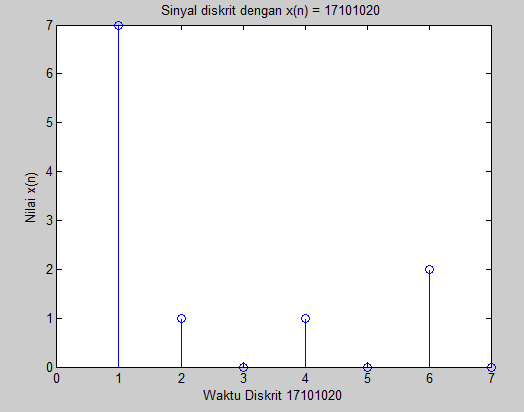 Sinyal diskrit dengan x(n) = 17101020
7
6
5
4
3
2
1
0
Nilai x(n)
0 1 2 3 4 5 6 7
Waktu Diskrit 17101020